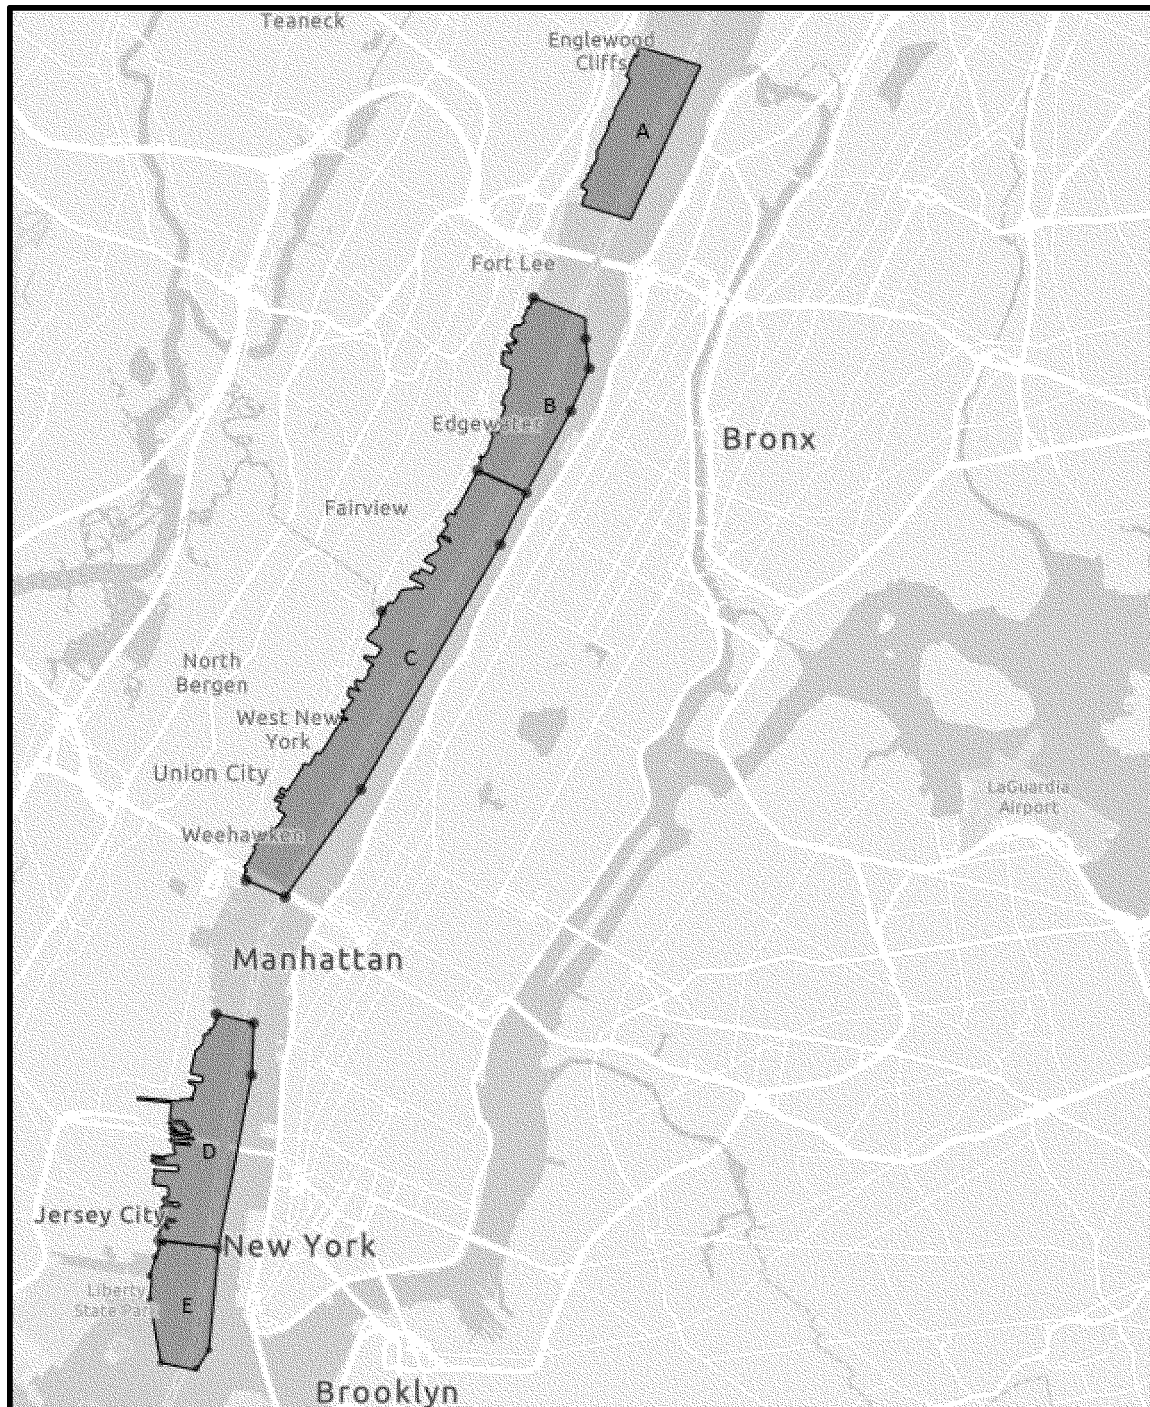 Teaneck
Englewood
Cliffs
A
Fort Lee
B
Edgewater
Bronx
Fairview
C
North
Bergen
West New
York
Union City
LaGuardia
Airport
Weehawken
Manhattan
D
Jersey City
New York
Liberty
State Park
E
Brooklyn